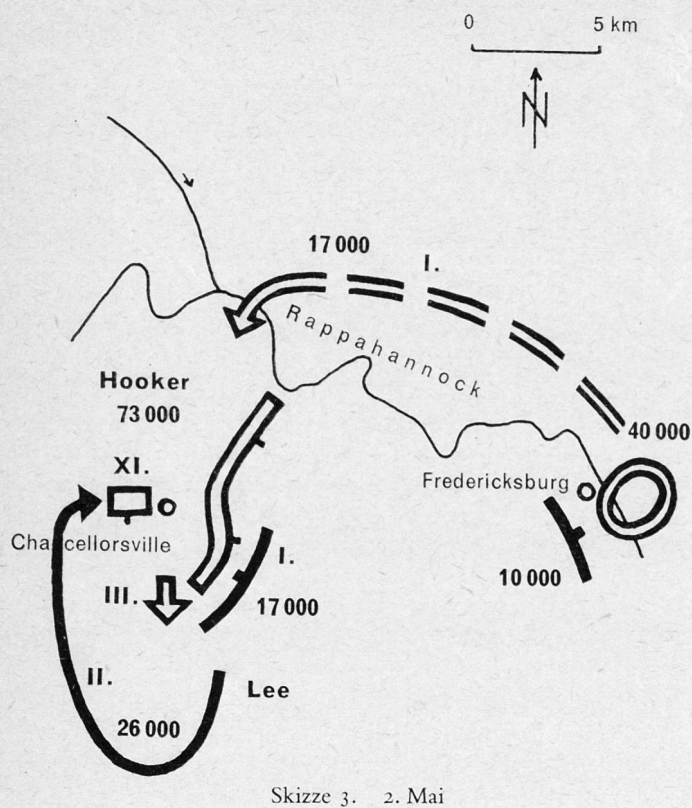 0 5 km
N
17 000
I.
Rappahannock
Hooker
73 000
40 000
XI.
Fredericksburg
Chancellorsville
I.
10 000
III.
17 000
II.
Lee
26 000
Skizze 3. 2. Mai